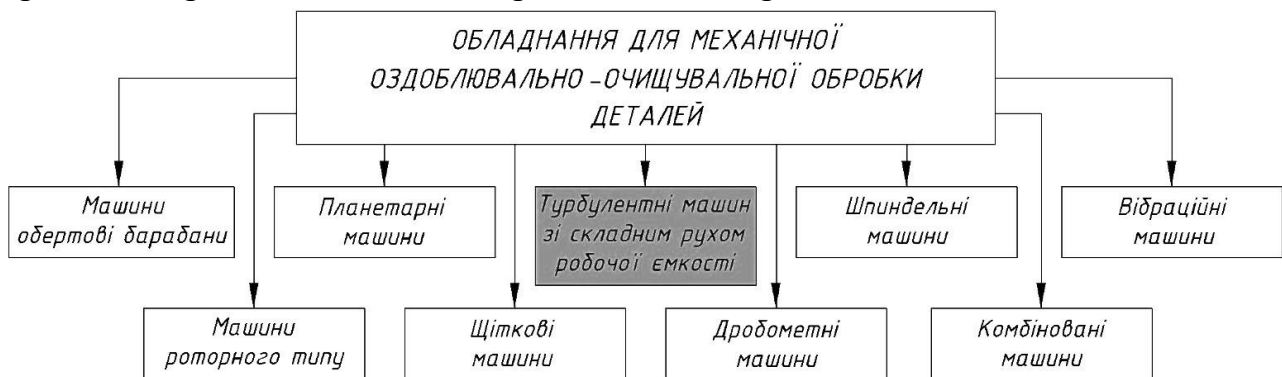 ОБЛАДНАННЯ ДЛЯ МЕХАНІЧНОЇ
ОЗДОБЛЮВАЛЬНО-ОЧИЩУВАЛЬНОЇ ОБРОБКИ
ДЕТАЛЕЙ
Машини
обертові барабани
Планетарні
машини
Турбулентні машин
зі складним рухом
робочої ємкості
Шпиндельні
машини
Вібраційні
машини
Машини
роторного типу
Щіткові
машини
Дробометні
машини
Комбіновані
машини